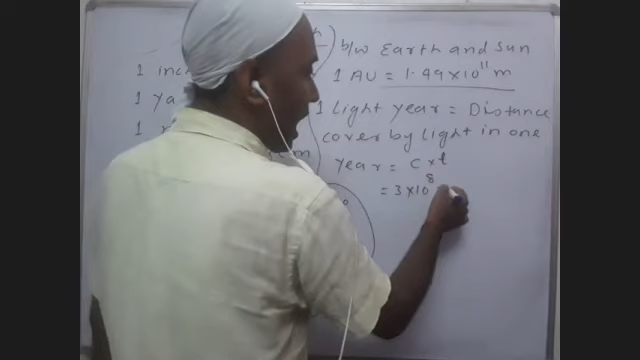 b/w Earth and Sun
1 inc
1 AU = 1.49×10¹¹ m
1 ya
1 Light year = Distance
1
cover by light in one
m
year = c×t
= 3×10⁸